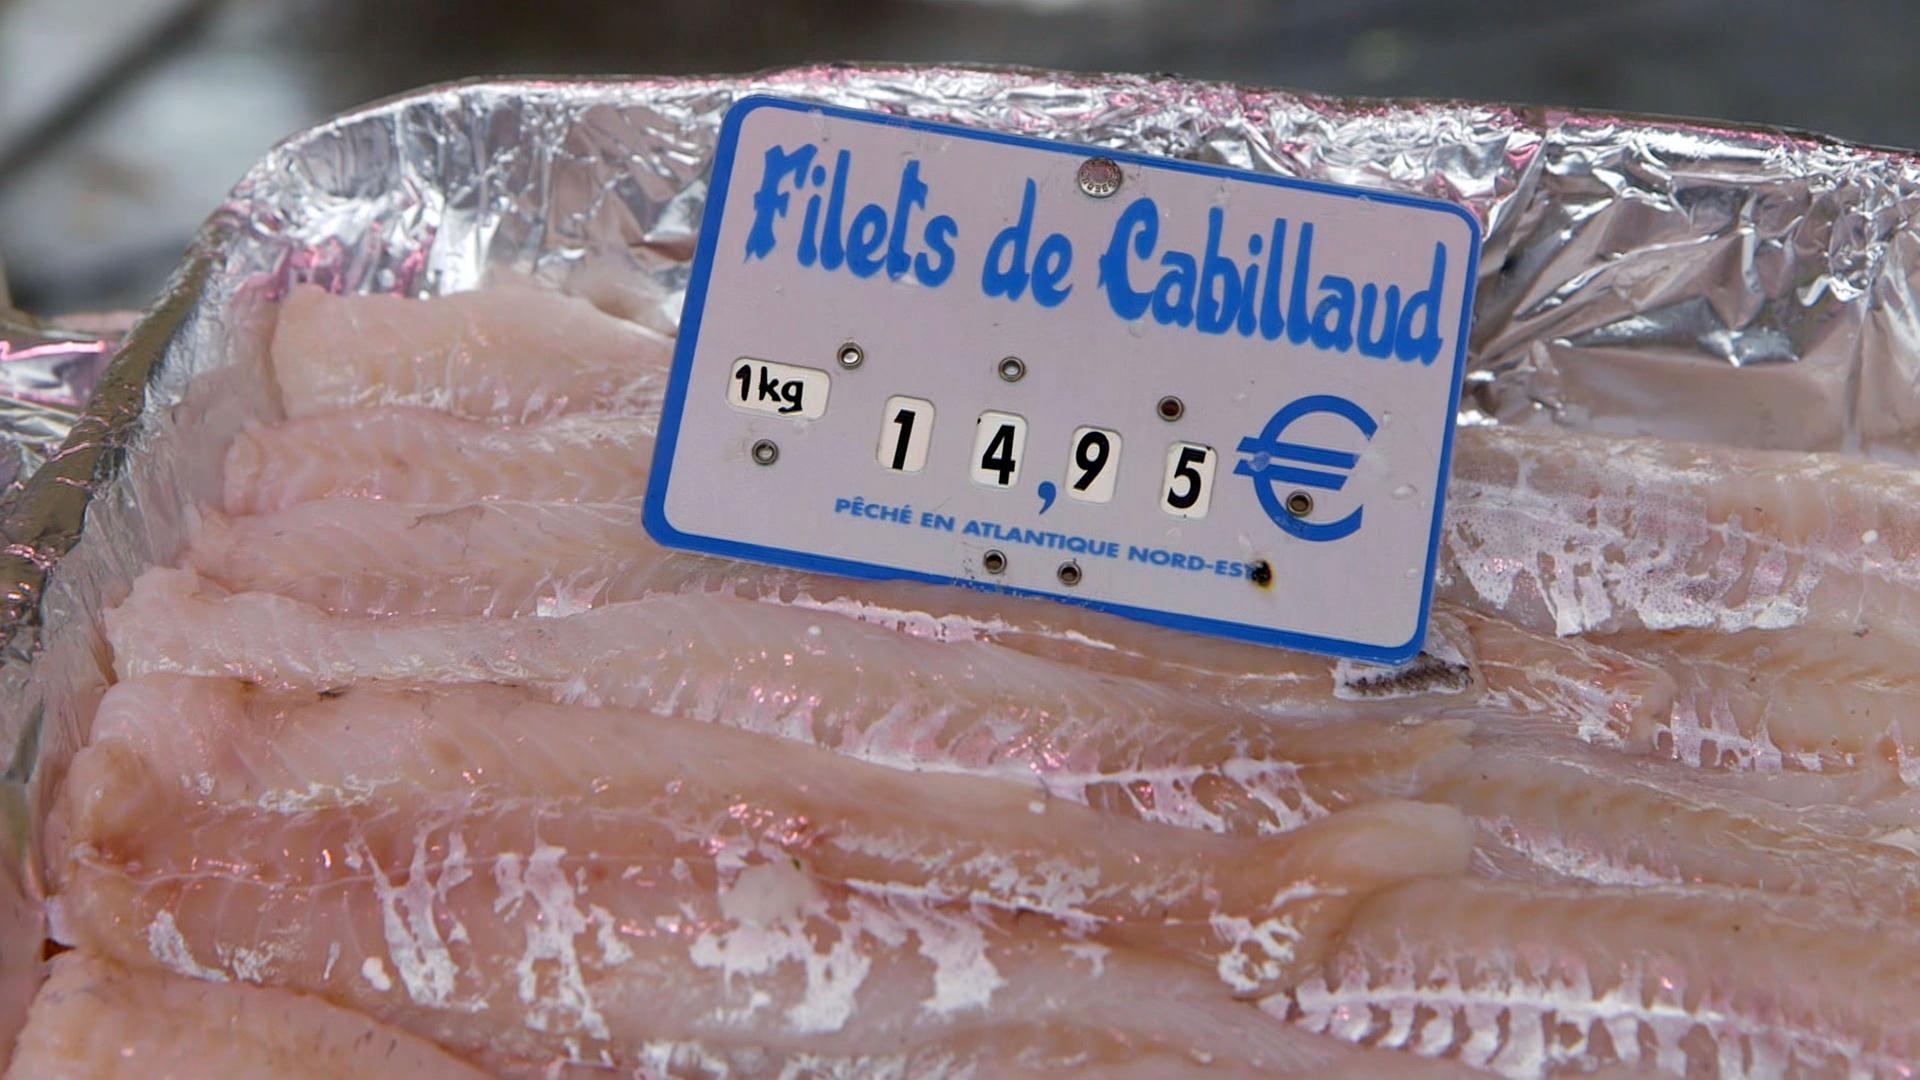 Filets de Cabillaud
1kg 14,95 €
PÊCHÉ EN ATLANTIQUE NORD-EST